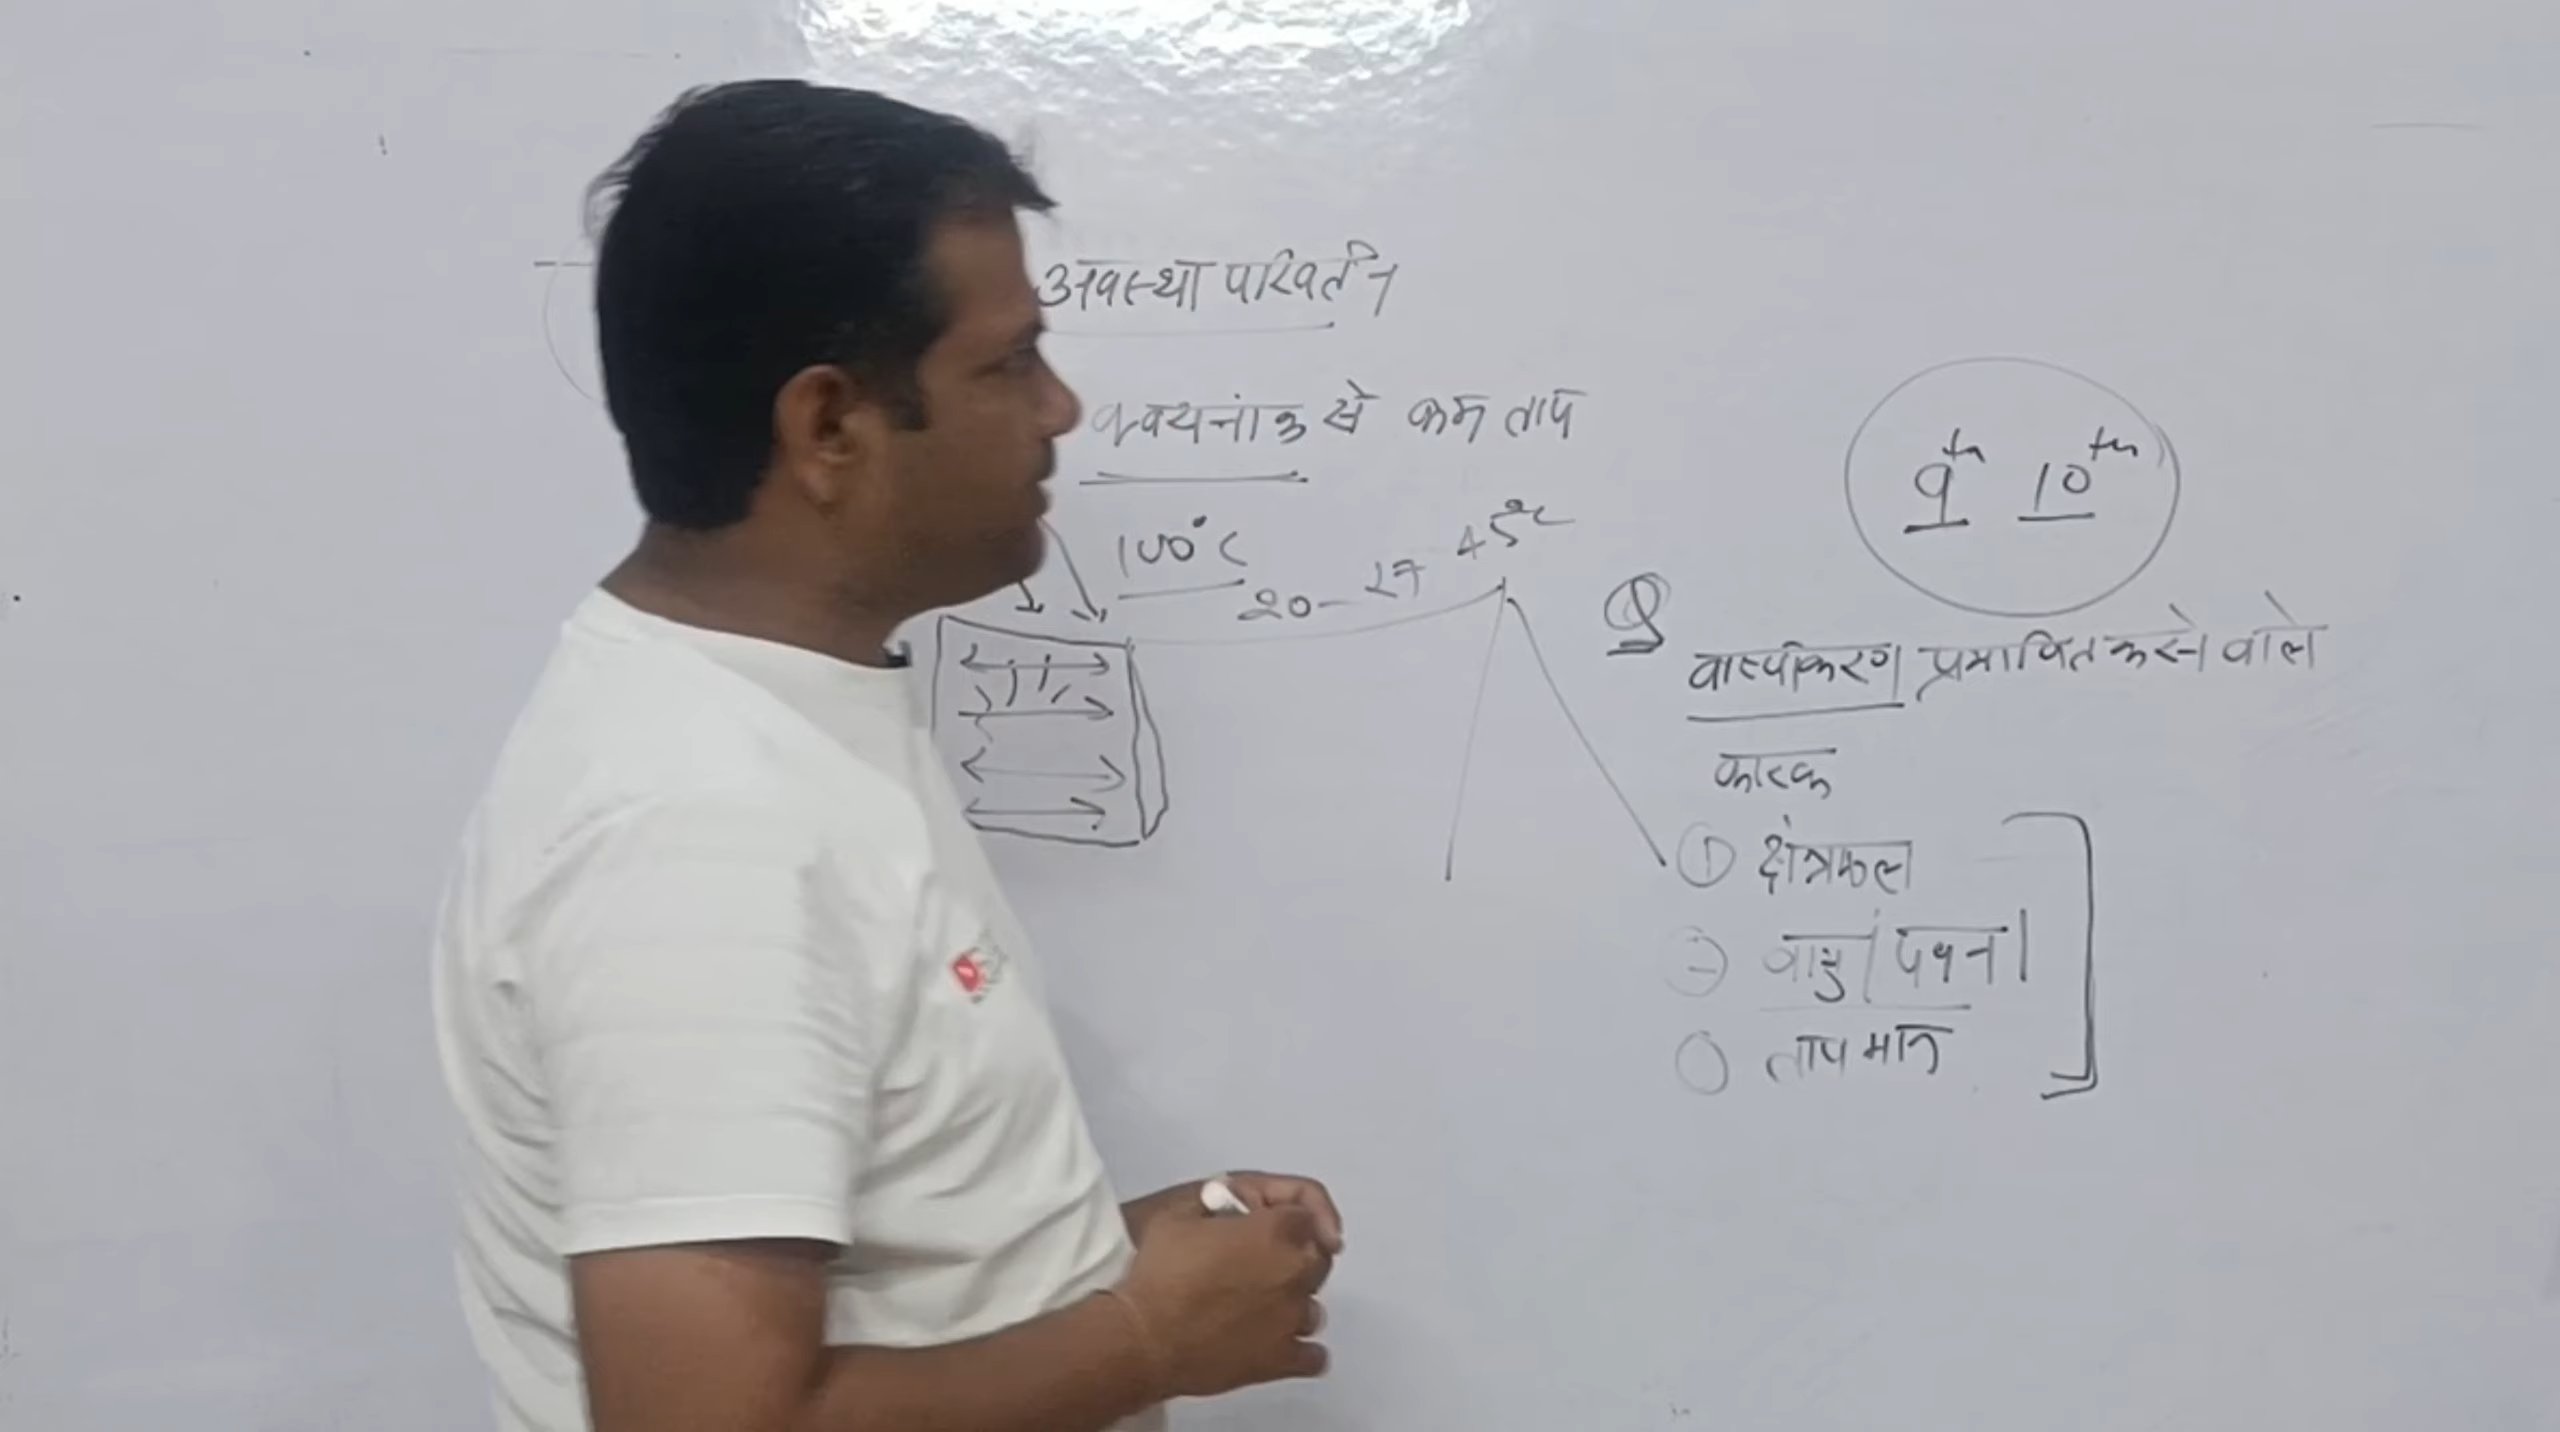 अवस्था परिवर्तन
क्वथनांक से कम ताप
100°C
20-27 45°C
9th 10th
Q
वाष्पीकरण प्रभावित करने वाले
कारक
① क्षेत्रफल
② वायु / पवन।
तापमान